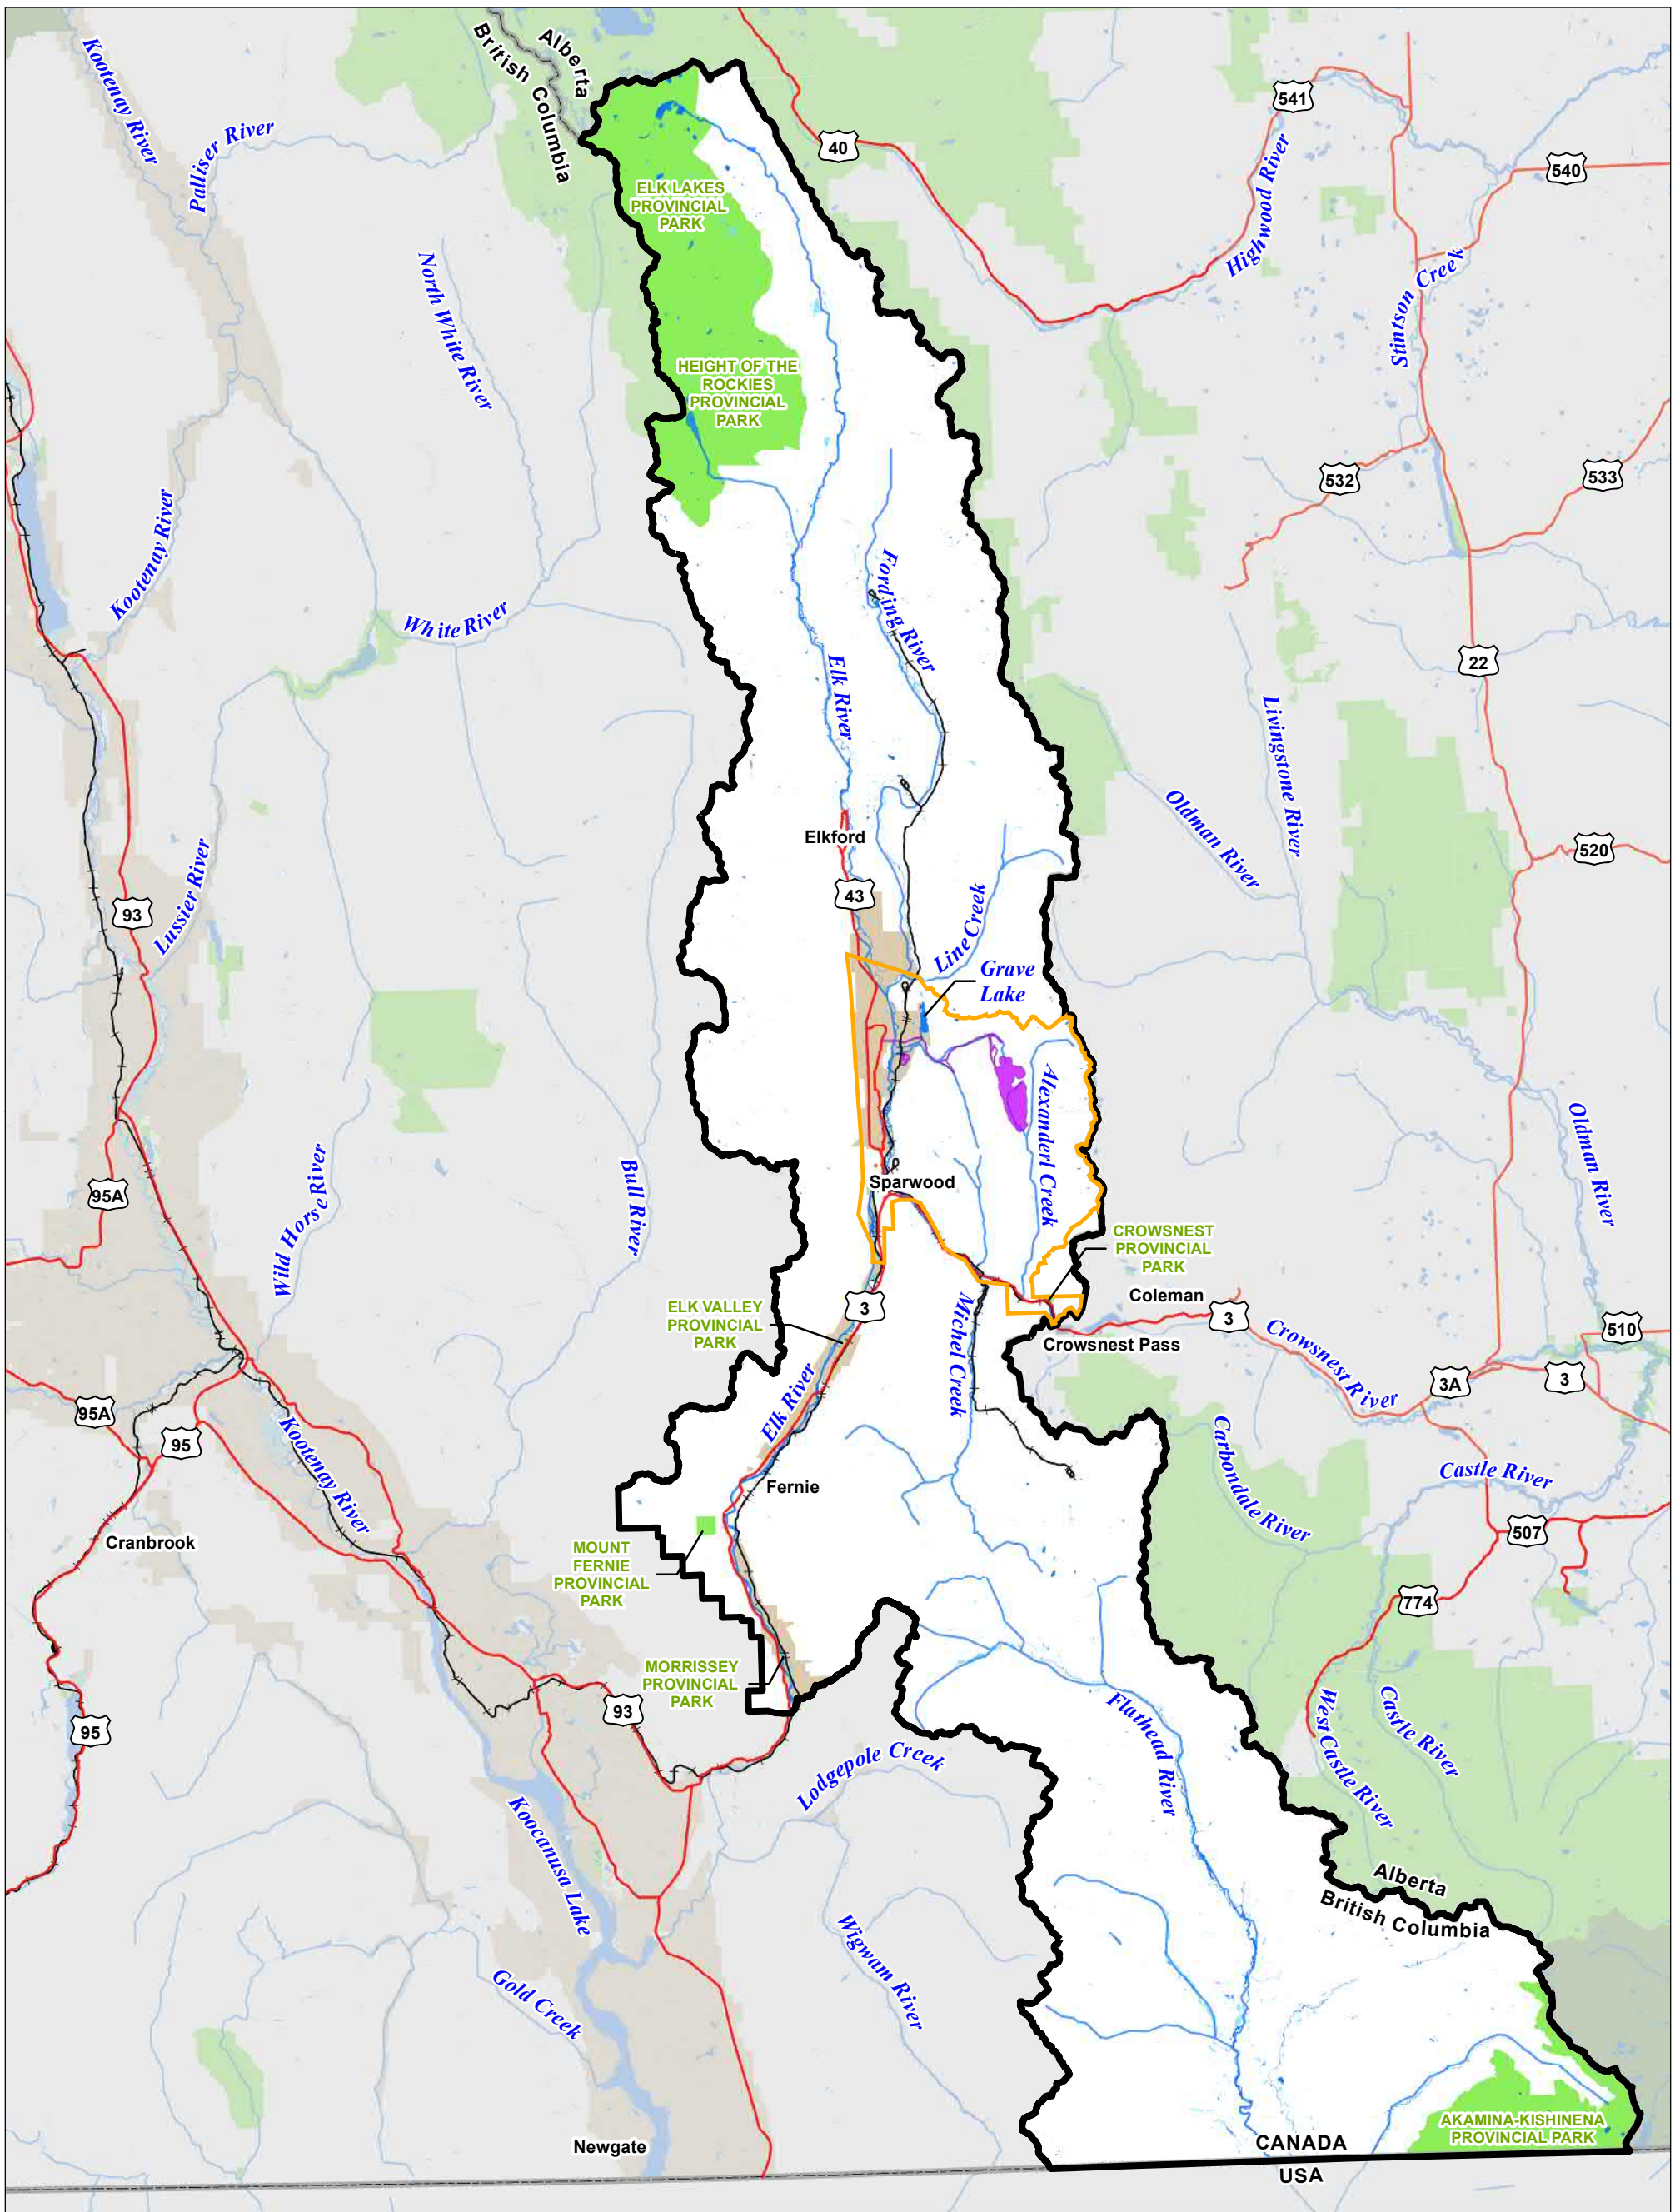 Kootenay River
Palliser River
British Columbia
Alberta
541
40
540
Highwood River
ELK LAKES
PROVINCIAL
PARK
North White River
Stintson Creek
HEIGHT OF THE
ROCKIES
PROVINCIAL
PARK
532
533
Kootenay River
Fording River
White River
Elk River
22
Livingstone River
Oldman River
Elkford
520
43
93
Lussier River
Line Creek
Grave
Lake
Alexanderl Creek
Oldman River
95A
Wild Horse River
Bull River
Sparwood
CROWSNEST
PROVINCIAL
PARK
ELK VALLEY
PROVINCIAL
PARK
3
Michel Creek
Coleman
3
Crowsnest Pass
Crowsnest River
510
3A
3
95A
95
Kootenay River
Elk River
Carbondale River
Castle River
Fernie
507
Cranbrook
MOUNT
FERNIE
PROVINCIAL
PARK
774
MORRISSEY
PROVINCIAL
PARK
93
95
Flathead River
West Castle River
Castle River
Lodgepole Creek
Koocanusa Lake
Alberta
British Columbia
Wigwam River
Gold Creek
AKAMINA-KISHINENA
PROVINCIAL PARK
Newgate
CANADA
USA